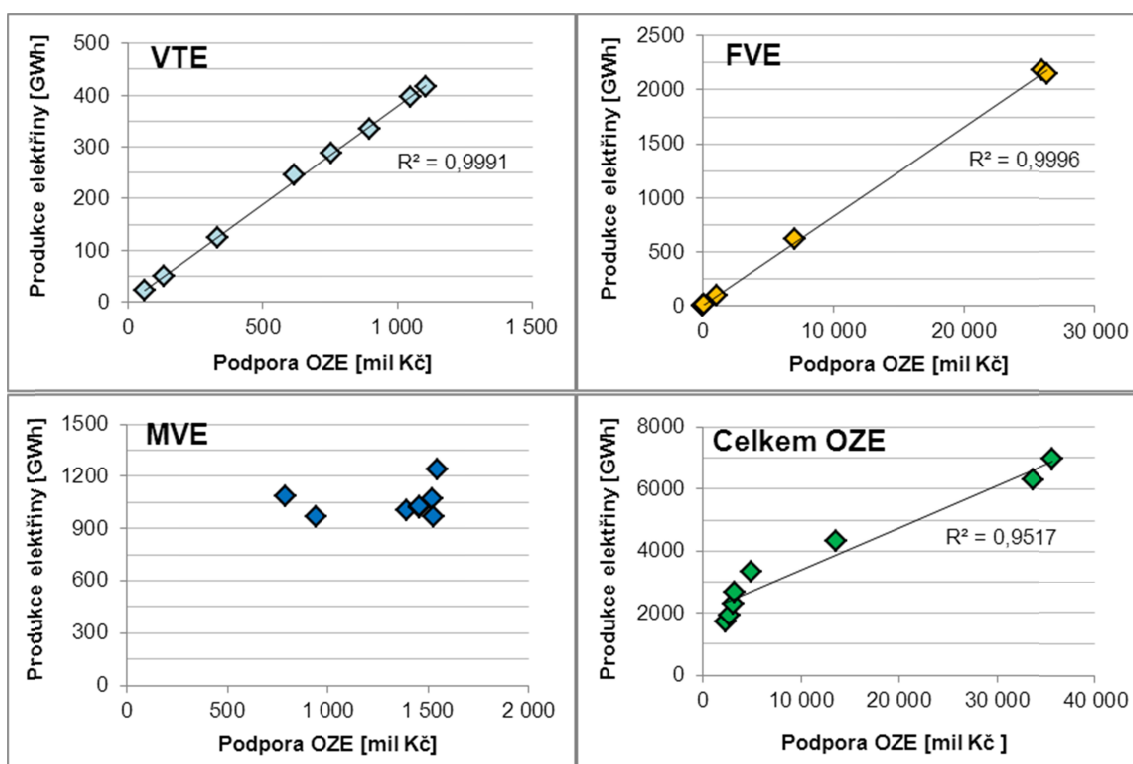 VTE
Produkce elektřiny [GWh]
500
400
300
200
100
0
R² = 0,9991
0 500 1 000 1 500
Podpora OZE [mil Kč]
FVE
Produkce elektřiny [GWh]
2500
2000
1500
1000
500
0
R² = 0,9996
0 10 000 20 000 30 000
Podpora OZE [mil Kč]
MVE
Produkce elektřiny [GWh]
1500
1200
900
600
300
0
0 500 1 000 1 500 2 000
Podpora OZE [mil Kč]
Celkem OZE
Produkce elektřiny [GWh]
8000
6000
4000
2000
0
R² = 0,9517
0 10 000 20 000 30 000 40 000
Podpora OZE [mil Kč ]